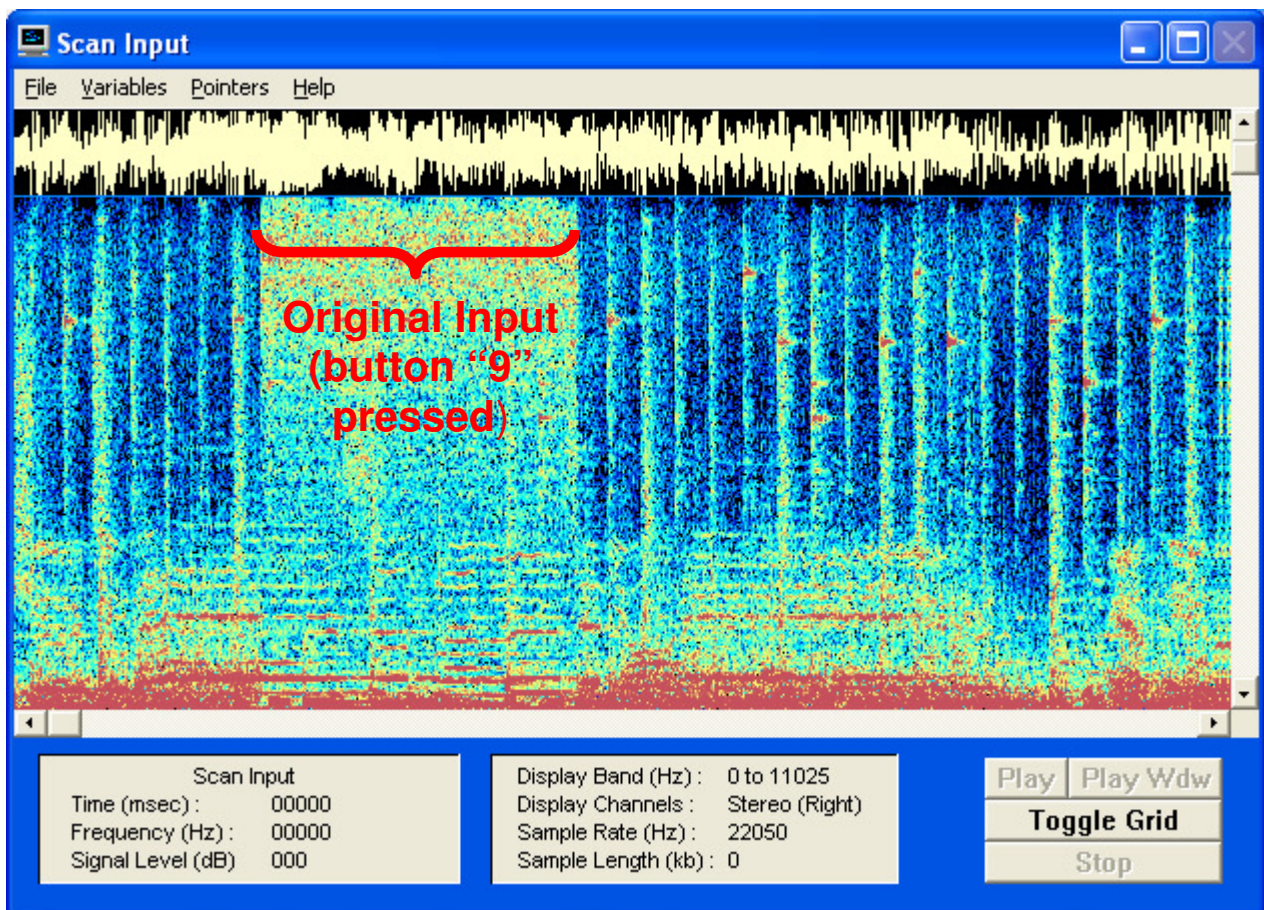 Scan Input
File Variables Pointers Help
Original Input
(button “9”
pressed)
Scan Input
Time (msec) : 00000
Frequency (Hz) : 00000
Signal Level (dB) 000
Display Band (Hz) : 0 to 11025
Display Channels : Stereo (Right)
Sample Rate (Hz) : 22050
Sample Length (kb) : 0
Play Play Wdw
Toggle Grid
Stop